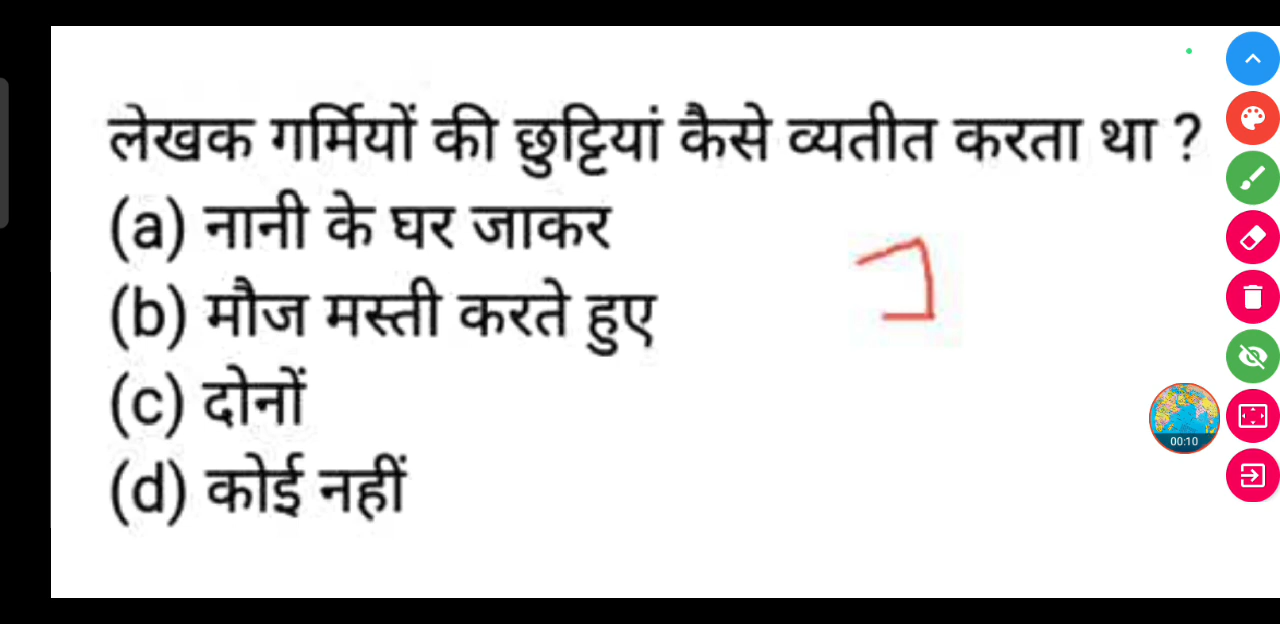 लेखक गर्मियों की छुट्टियां कैसे व्यतीत करता था ?
(a) नानी के घर जाकर
(b) मौज मस्ती करते हुए
(c) दोनों
(d) कोई नहीं
00:10